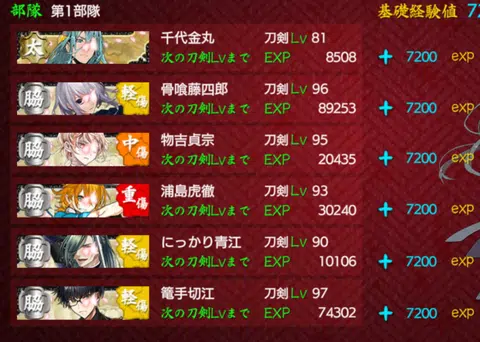 部隊 第1部隊 基礎経験値 7
太 千代金丸 刀剣Lv 81
次の刀剣Lvまで EXP 8508 + 7200 exp
脇 軽傷 骨喰藤四郎 刀剣Lv 96
次の刀剣Lvまで EXP 89253 + 7200 exp
脇 中傷 物吉貞宗 刀剣Lv 95
次の刀剣Lvまで EXP 20435 + 7200 exp
脇 重傷 浦島虎徹 刀剣Lv 93
次の刀剣Lvまで EXP 30240 + 7200 exp
脇 軽傷 にっかり青江 刀剣Lv 90
次の刀剣Lvまで EXP 10106 + 7200 exp
脇 軽傷 篭手切江 刀剣Lv 97
次の刀剣Lvまで EXP 74302 + 7200 exp